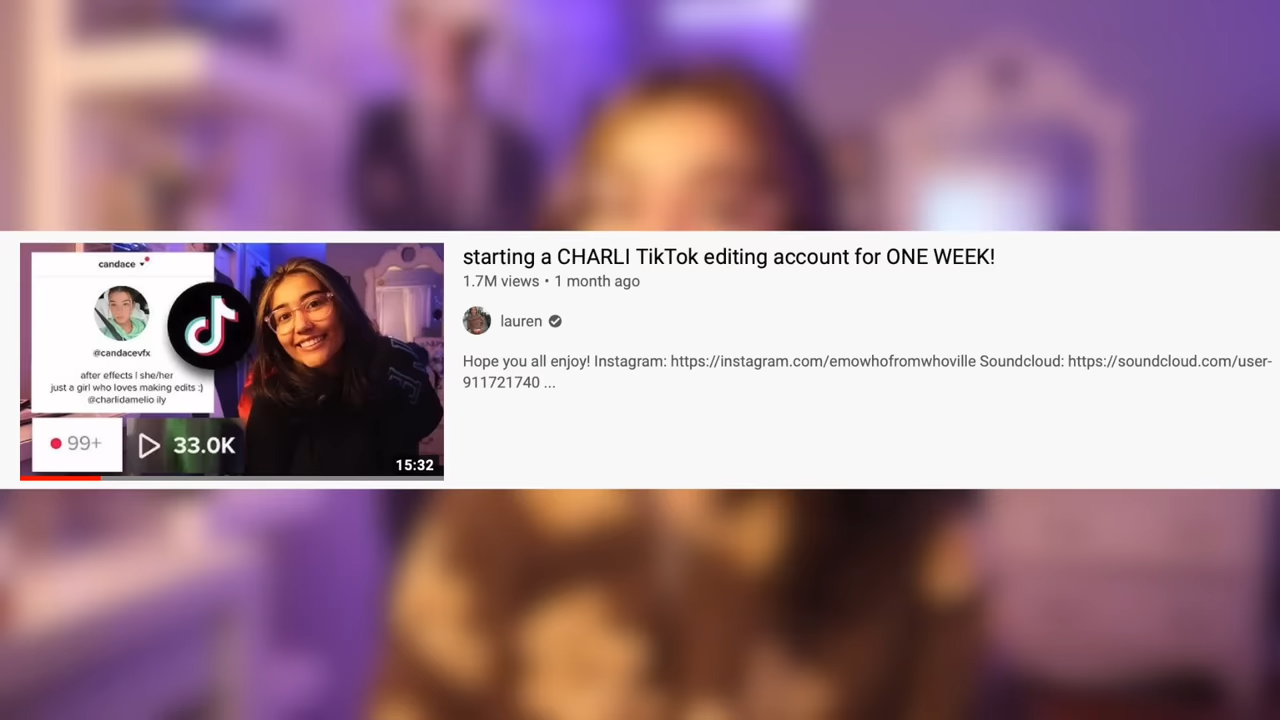 candace
@candacevfx
after effects | she/her
just a girl who loves making edits :)
@charlidamelio ily
99+
33.0K
15:32
starting a CHARLI TikTok editing account for ONE WEEK!
1.7M views • 1 month ago
lauren
Hope you all enjoy! Instagram: https://instagram.com/emowhofromwhoville Soundcloud: https://soundcloud.com/user-
911721740 ...